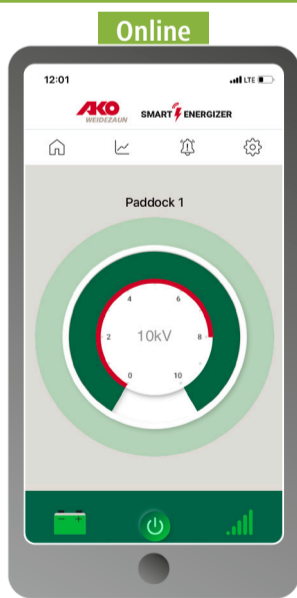 Online
12:01
LTE
AKO
WEIDEZAUN
SMART ENERGIZER
Paddock 1
4 6
2 10kV 8
0 10